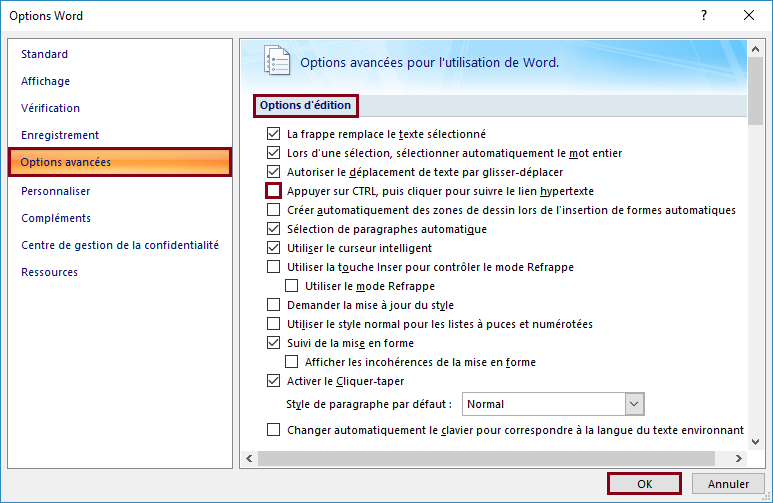 Options Word
?
Standard
Affichage
Vérification
Enregistrement
Options avancées
Personnaliser
Compléments
Centre de gestion de la confidentialité
Ressources
Options avancées pour l'utilisation de Word.
Options d'édition
La frappe remplace le texte sélectionné
Lors d'une sélection, sélectionner automatiquement le mot entier
Autoriser le déplacement de texte par glisser-déplacer
Appuyer sur CTRL, puis cliquer pour suivre le lien hypertexte
Créer automatiquement des zones de dessin lors de l'insertion de formes automatiques
Sélection de paragraphes automatique
Utiliser le curseur intelligent
Utiliser la touche Inser pour contrôler le mode Refrappe
Utiliser le mode Refrappe
Demander la mise à jour du style
Utiliser le style normal pour les listes à puces et numérotées
Suivi de la mise en forme
Afficher les incohérences de la mise en forme
Activer le Cliquer-taper
Style de paragraphe par défaut : Normal
Changer automatiquement le clavier pour correspondre à la langue du texte environnant
OK Annuler